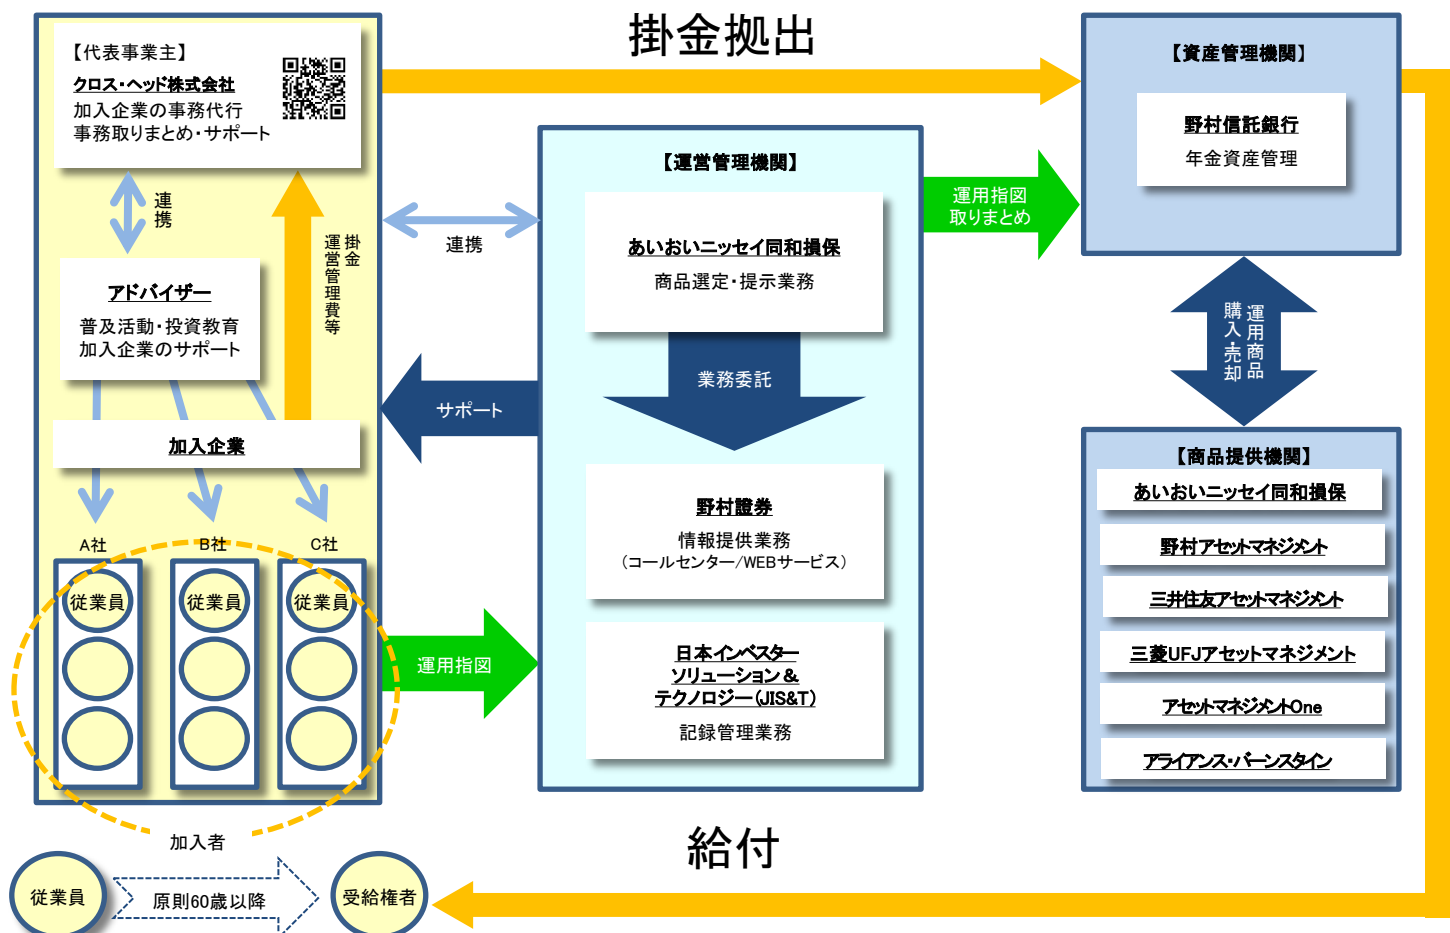 掛金拠出
【代表事業主】
クロス・ヘッド株式会社
加入企業の事務代行
事務取りまとめ・サポート
連携
掛金
運営管理費等
アドバイザー
普及活動・投資教育
加入企業のサポート
加入企業
A社
B社
C社
従業員
従業員
従業員
加入者
従業員
原則60歳以降
受給権者
連携
サポート
運用指図
【運営管理機関】
あいおいニッセイ同和損保
商品選定・提示業務
業務委託
野村證券
情報提供業務
（コールセンター/WEBサービス）
日本インベスター
ソリューション＆
テクノロジー（JIS&T）
記録管理業務
運用指図
取りまとめ
【資産管理機関】
野村信託銀行
年金資産管理
運用商品
購入・売却
【商品提供機関】
あいおいニッセイ同和損保
野村アセットマネジメント
三井住友アセットマネジメント
三菱UFJアセットマネジメント
アセットマネジメントOne
アライアンス・バーンスタイン
給付